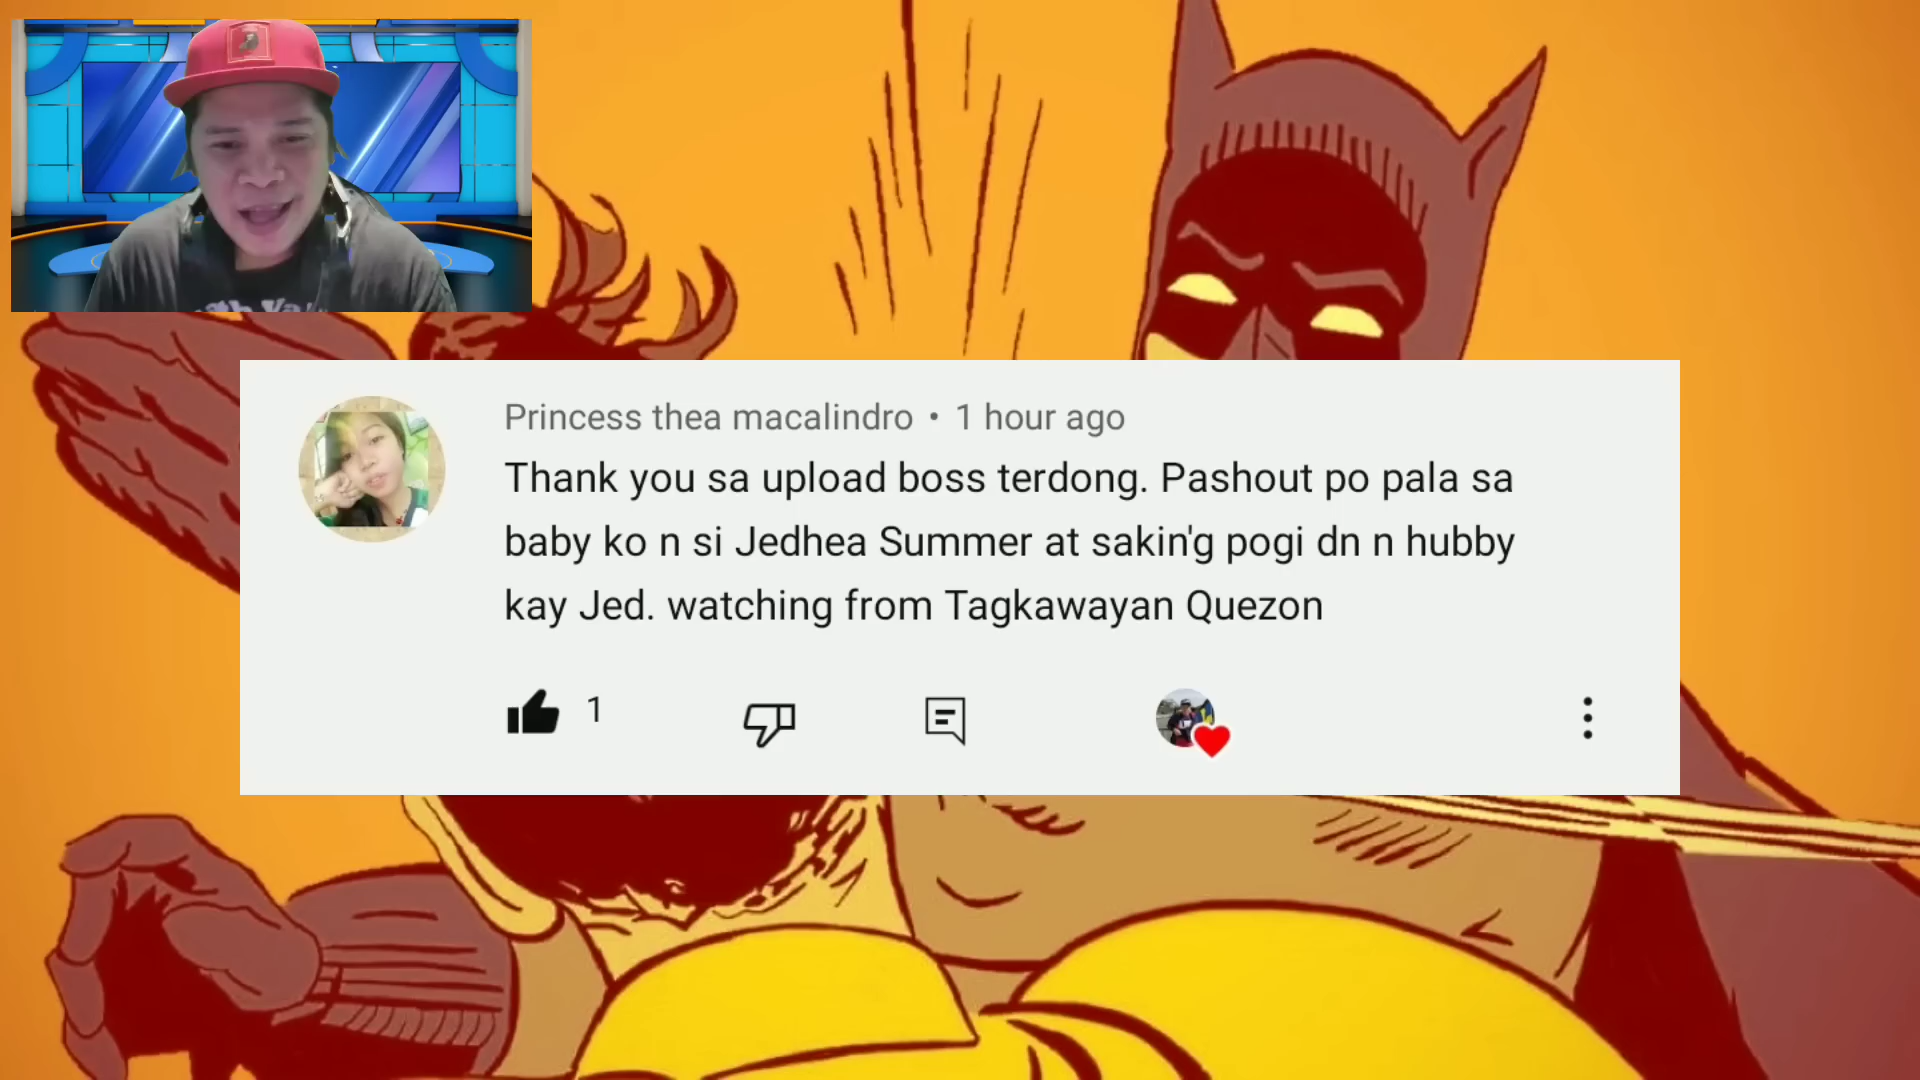 Princess thea macalindro • 1 hour ago
Thank you sa upload boss terdong. Pashout po pala sa
baby ko n si Jedhea Summer at sakin'g pogi dn n hubby
kay Jed. watching from Tagkawayan Quezon
1